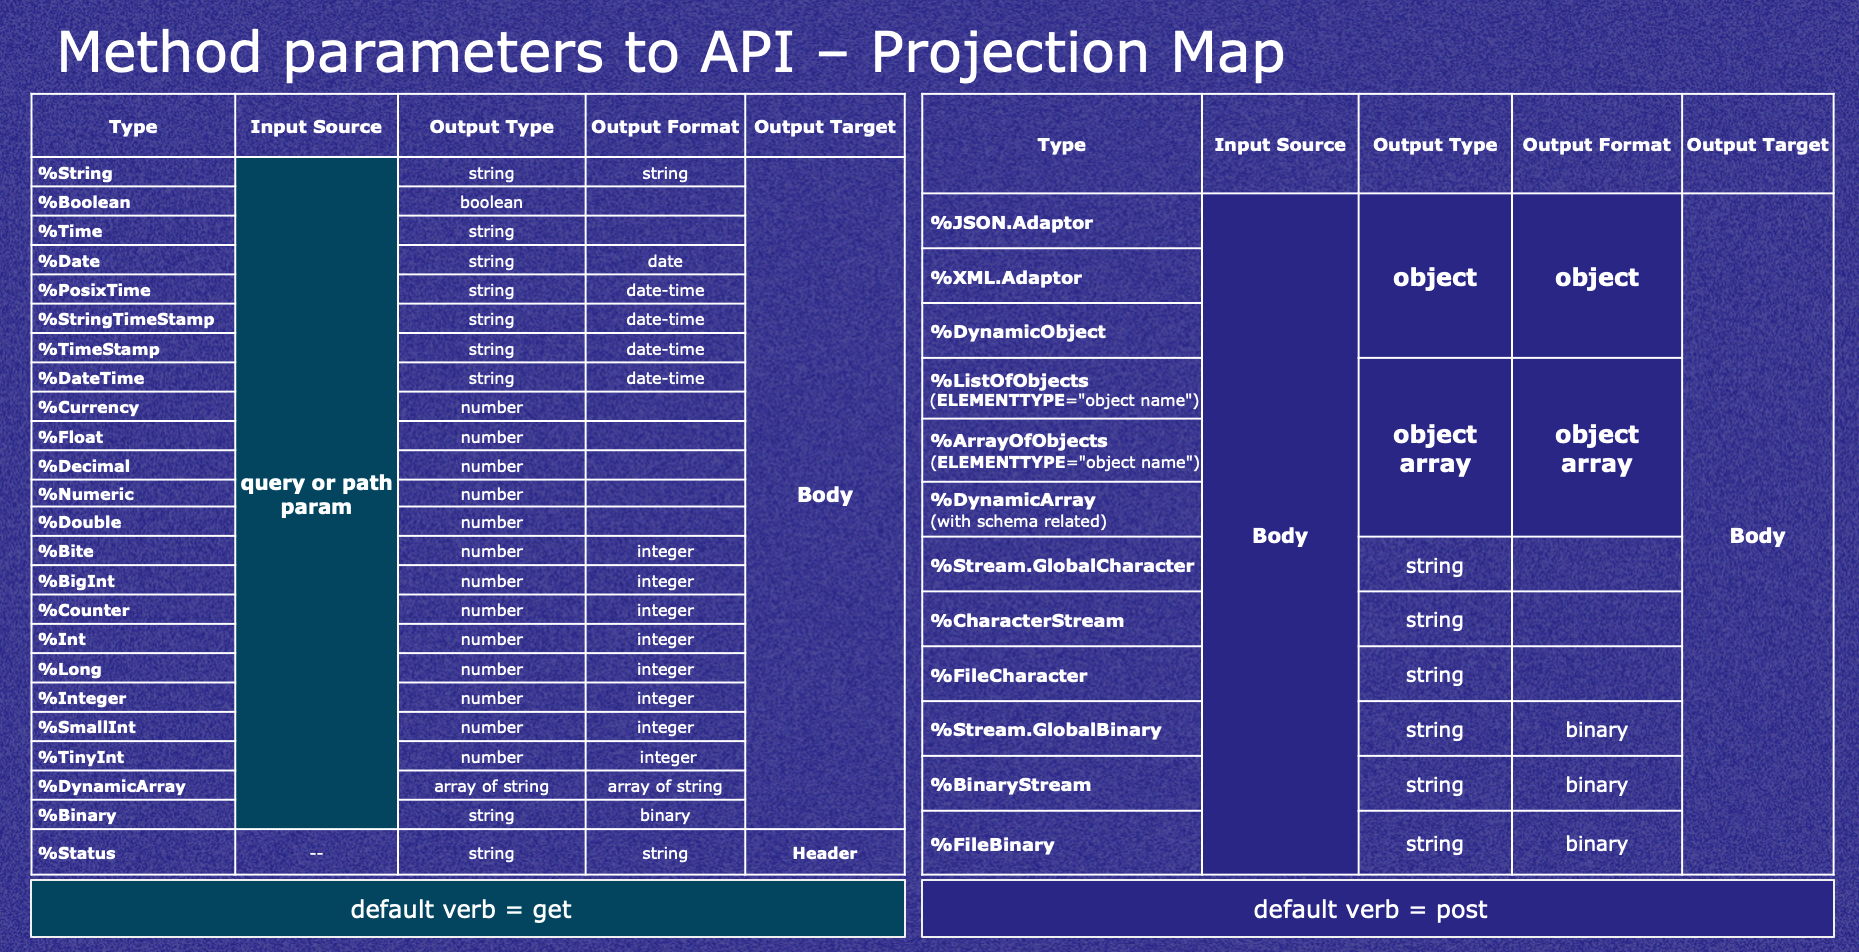 Method parameters to API – Projection Map
Type Input Source Output Type Output Format Output Target
%String string string
%Boolean boolean
%Time string
%Date string date
%PosixTime string date-time
%StringTimeStamp string date-time
%TimeStamp string date-time
%DateTime string date-time
%Currency number
%Float number
%Decimal number
%Numeric number
%Double number
%Bite number integer
%BigInt number integer
%Counter number integer
%Int number integer
%Long number integer
%Integer number integer
%SmallInt number integer
%TinyInt number integer
%DynamicArray array of string array of string
%Binary string binary
query or path
param
Body
%Status -- string string Header
default verb = get
Type Input Source Output Type Output Format Output Target
%JSON.Adaptor
%XML.Adaptor
%DynamicObject
object object
%ListOfObjects
(ELEMENTTYPE="object name")
%ArrayOfObjects
(ELEMENTTYPE="object name")
%DynamicArray
(with schema related)
object
array
object
array
Body
Body
%Stream.GlobalCharacter string
%CharacterStream string
%FileCharacter string
%Stream.GlobalBinary string binary
%BinaryStream string binary
%FileBinary string binary
default verb = post